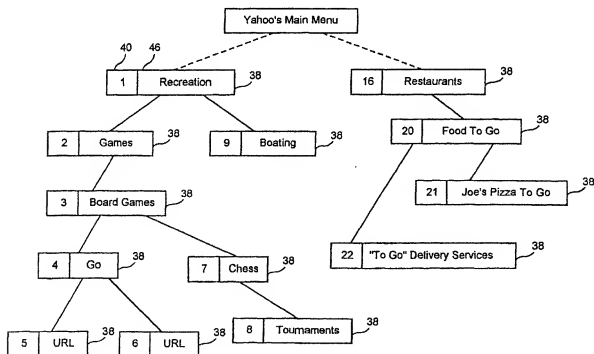 Yahoo's Main Menu
40 46
1 Recreation 38
16 Restaurants 38
2 Games 38
9 Boating 38
20 Food To Go 38
3 Board Games 38
21 Joe's Pizza To Go 38
4 Go 38
7 Chess 38
22 "To Go" Delivery Services 38
5 URL 38
6 URL 38
8 Tournaments 38